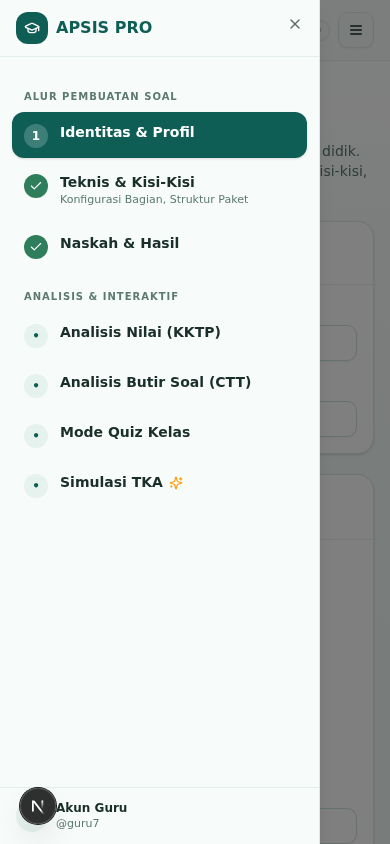 APSIS PRO
ALUR PEMBUATAN SOAL
1 Identitas & Profil
Teknis & Kisi-Kisi
Konfigurasi Bagian, Struktur Paket
Naskah & Hasil
ANALISIS & INTERAKTIF
Analisis Nilai (KKTP)
Analisis Butir Soal (CTT)
Mode Quiz Kelas
Simulasi TKA
N
Akun Guru
@guru7
didik.
isi-kisi,